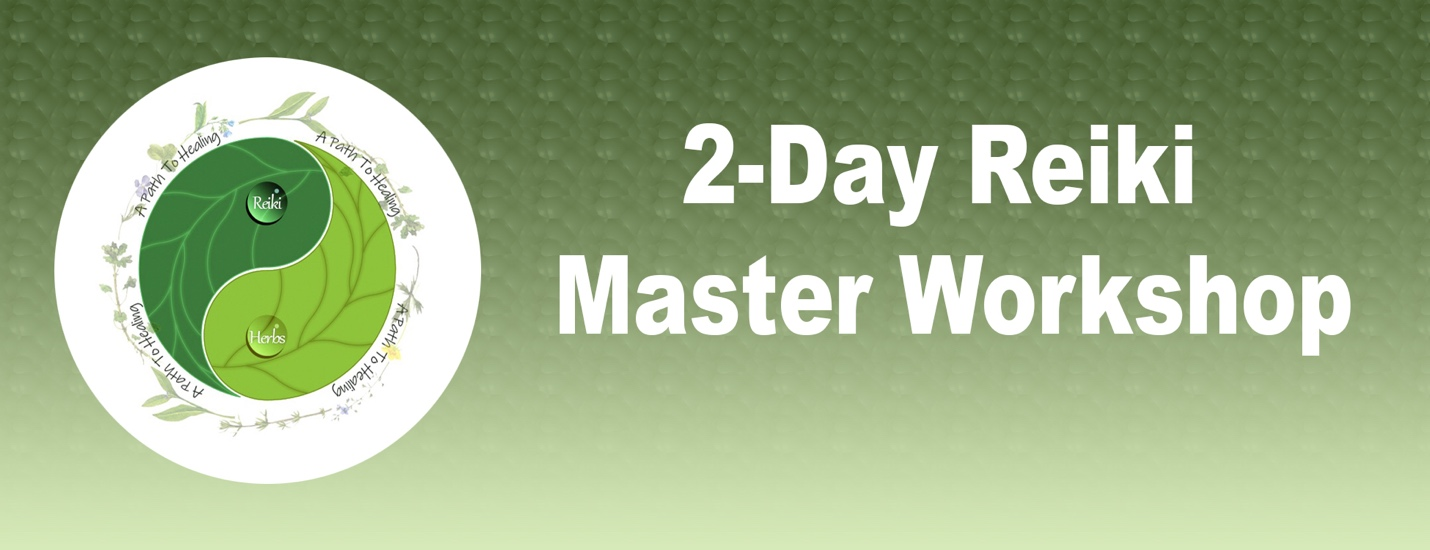 A Path To Healing
A Path To Healing
Reiki
Herbs
A Path To Healing
A Path To Healing
2-Day Reiki
Master Workshop